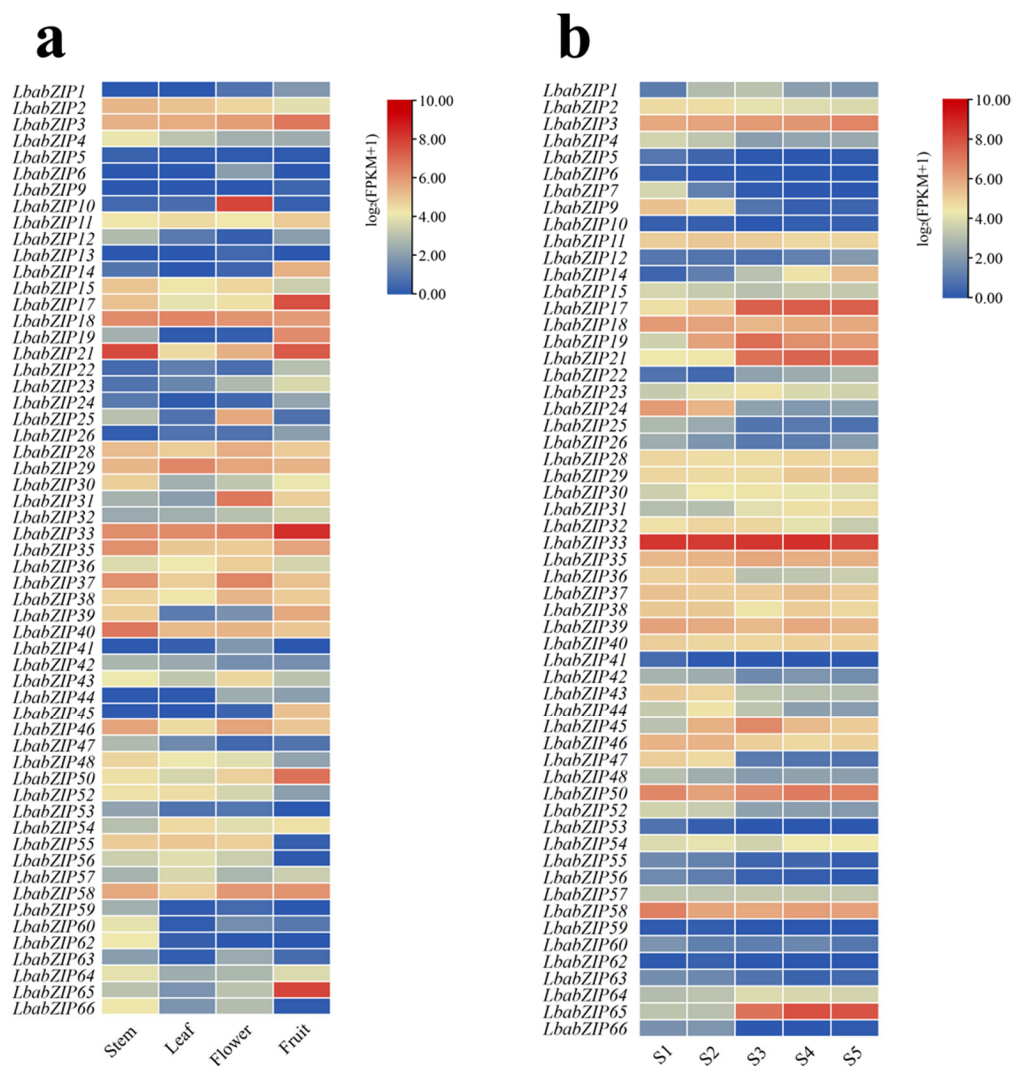 a
b
LbabZIP1
LbabZIP2
LbabZIP3
LbabZIP4
LbabZIP5
LbabZIP6
LbabZIP9
LbabZIP10
LbabZIP11
LbabZIP12
LbabZIP13
LbabZIP14
LbabZIP15
LbabZIP17
LbabZIP18
LbabZIP19
LbabZIP21
LbabZIP22
LbabZIP23
LbabZIP24
LbabZIP25
LbabZIP26
LbabZIP28
LbabZIP29
LbabZIP30
LbabZIP31
LbabZIP32
LbabZIP33
LbabZIP35
LbabZIP36
LbabZIP37
LbabZIP38
LbabZIP39
LbabZIP40
LbabZIP41
LbabZIP42
LbabZIP43
LbabZIP44
LbabZIP45
LbabZIP46
LbabZIP47
LbabZIP48
LbabZIP50
LbabZIP52
LbabZIP53
LbabZIP54
LbabZIP55
LbabZIP56
LbabZIP57
LbabZIP58
LbabZIP59
LbabZIP60
LbabZIP62
LbabZIP63
LbabZIP64
LbabZIP65
LbabZIP66
Stem
Leaf
Flower
Fruit
10.00
8.00
6.00
4.00
2.00
0.00
log₂(FPKM+1)
LbabZIP1
LbabZIP2
LbabZIP3
LbabZIP4
LbabZIP5
LbabZIP6
LbabZIP7
LbabZIP9
LbabZIP10
LbabZIP11
LbabZIP12
LbabZIP14
LbabZIP15
LbabZIP17
LbabZIP18
LbabZIP19
LbabZIP21
LbabZIP22
LbabZIP23
LbabZIP24
LbabZIP25
LbabZIP26
LbabZIP28
LbabZIP29
LbabZIP30
LbabZIP31
LbabZIP32
LbabZIP33
LbabZIP35
LbabZIP36
LbabZIP37
LbabZIP38
LbabZIP39
LbabZIP40
LbabZIP41
LbabZIP42
LbabZIP43
LbabZIP44
LbabZIP45
LbabZIP46
LbabZIP47
LbabZIP48
LbabZIP50
LbabZIP52
LbabZIP53
LbabZIP54
LbabZIP55
LbabZIP56
LbabZIP57
LbabZIP58
LbabZIP59
LbabZIP60
LbabZIP62
LbabZIP63
LbabZIP64
LbabZIP65
LbabZIP66
S1
S2
S3
S4
S5
10.00
8.00
6.00
4.00
2.00
0.00
log₂(FPKM+1)